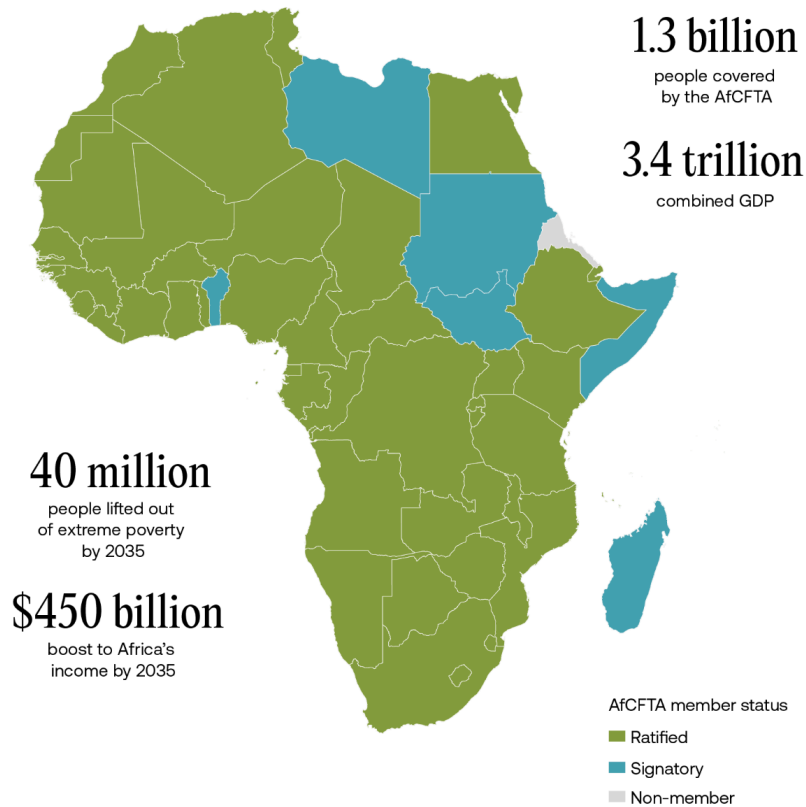 1.3 billion
people covered
by the AfCFTA
3.4 trillion
combined GDP
40 million
people lifted out
of extreme poverty
by 2035
$450 billion
boost to Africa's
income by 2035
AfCFTA member status
Ratified
Signatory
Non-member